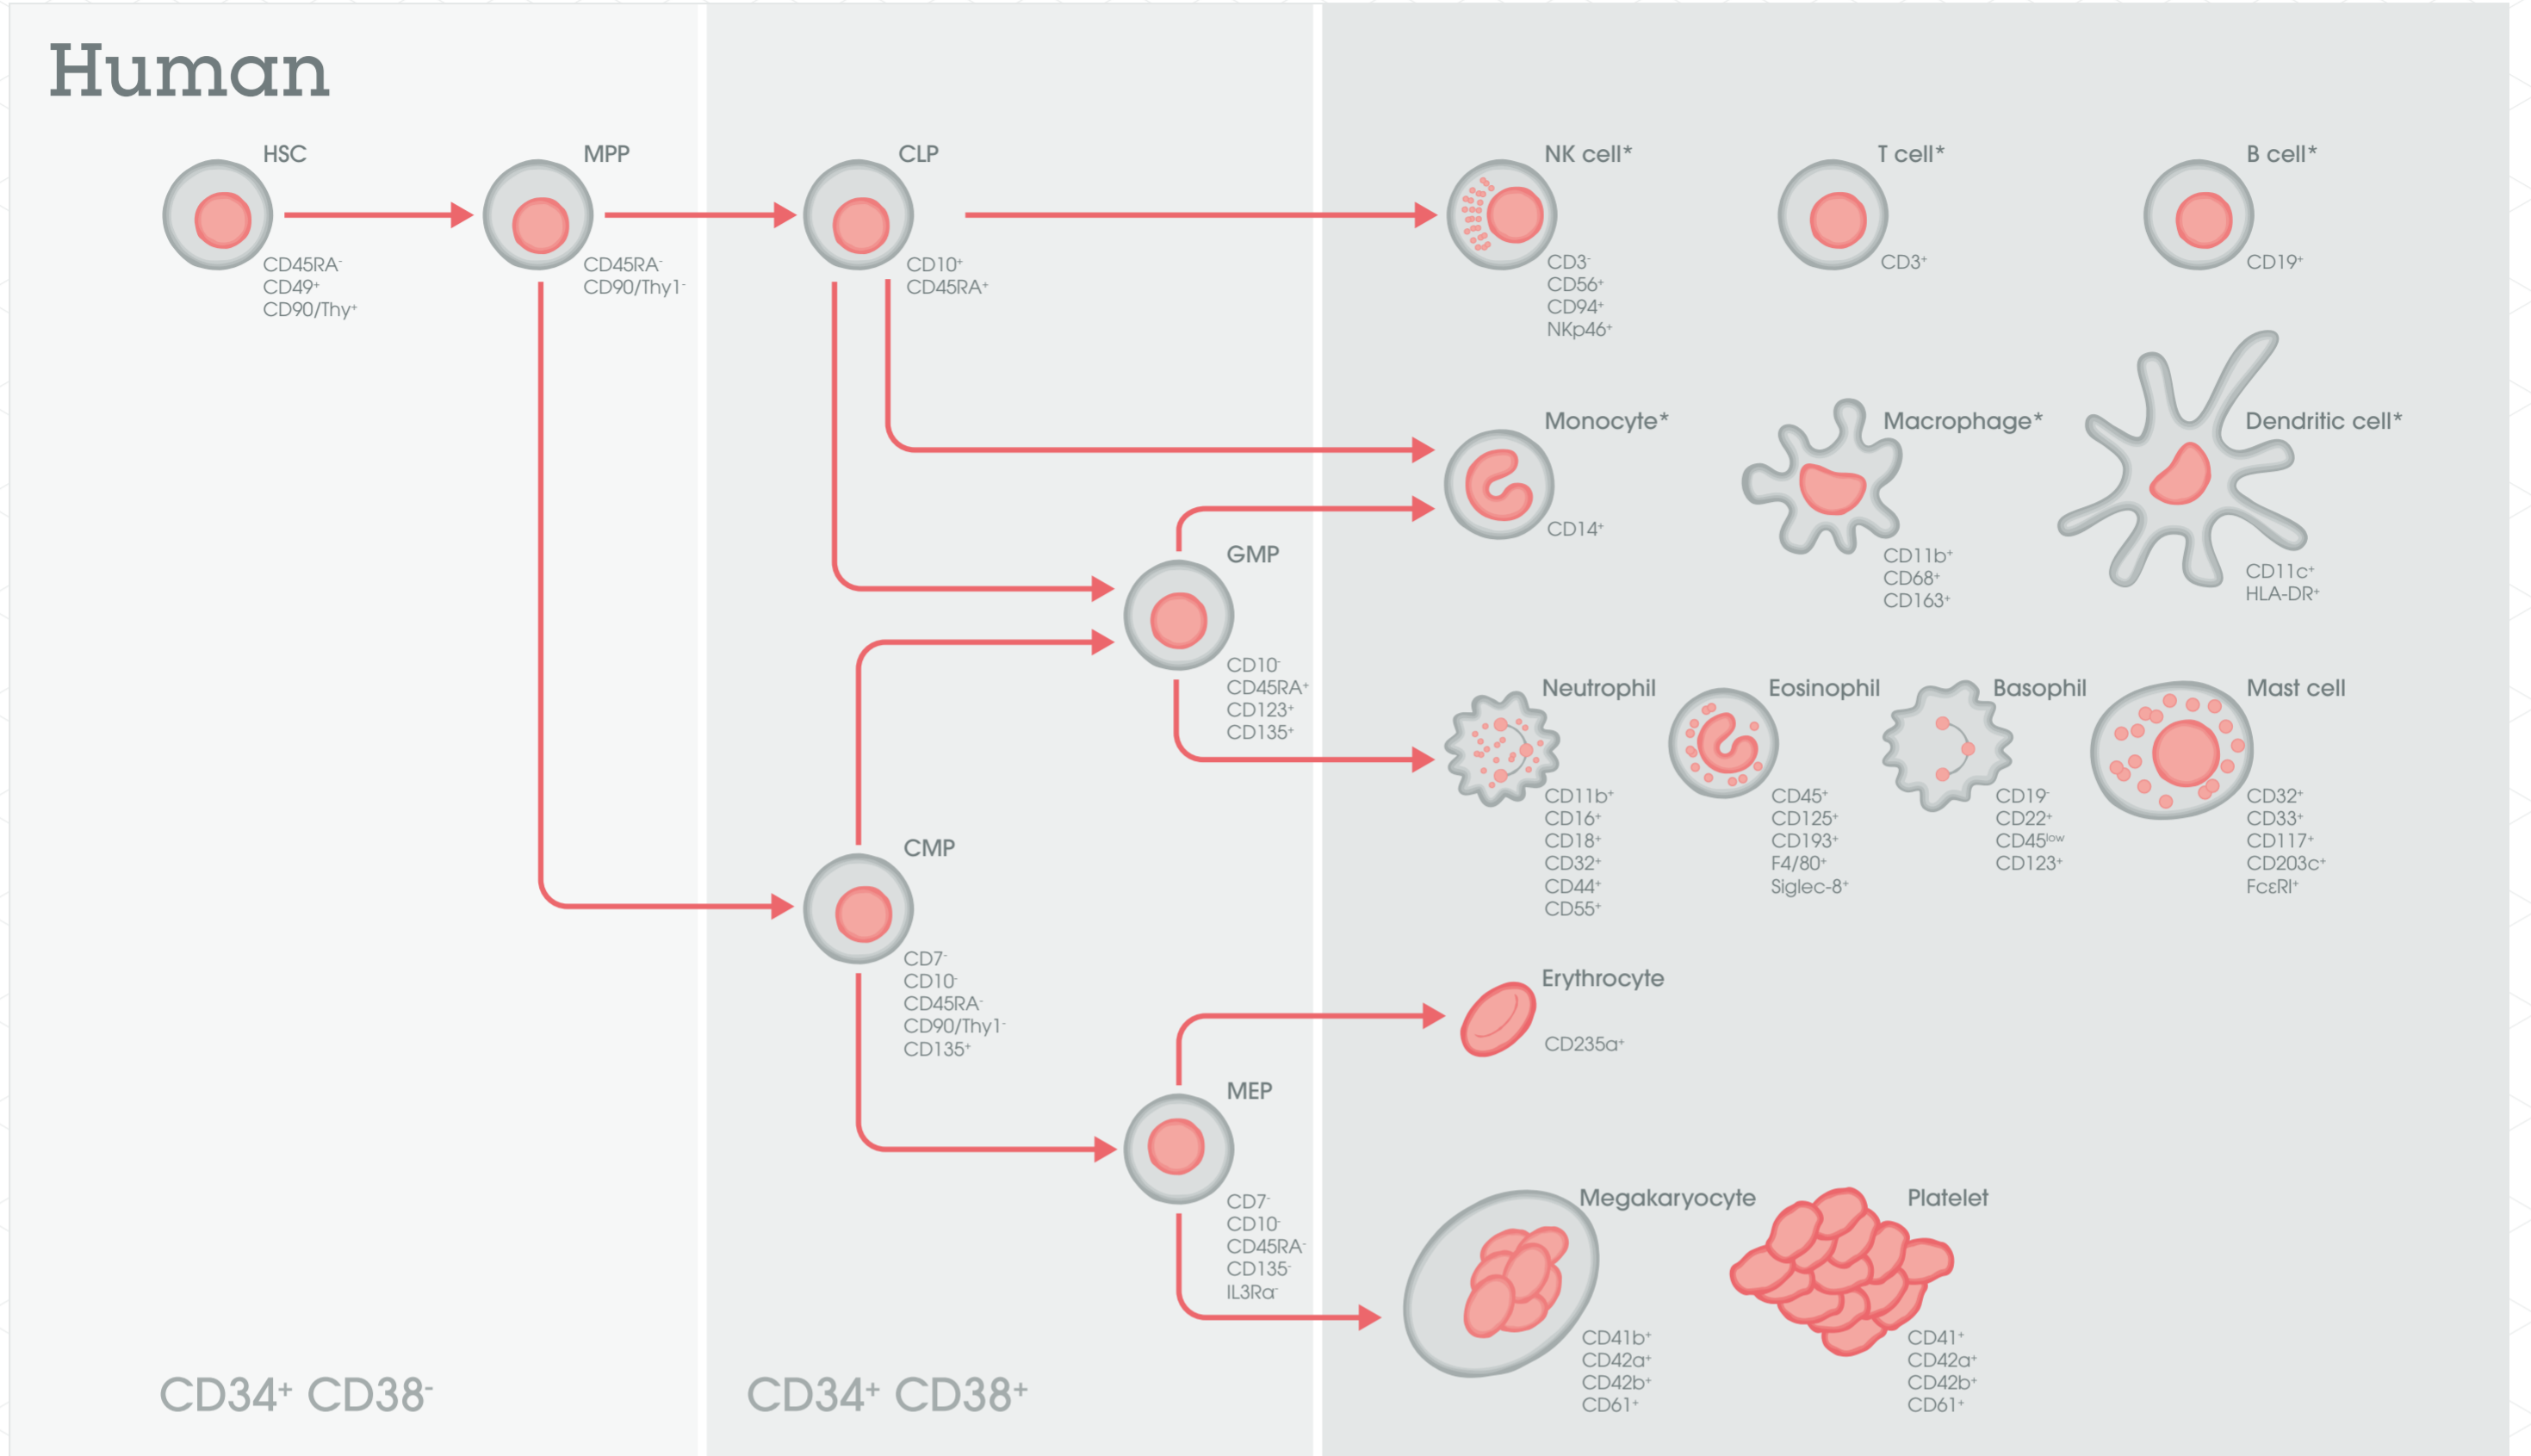 Human
HSC
CD45RA⁻
CD49⁺
CD90/Thy⁺
MPP
CD45RA⁻
CD90/Thy1⁻
CLP
CD10⁺
CD45RA⁺
NK cell*
CD3⁻
CD56⁺
CD94⁺
NKp46⁺
T cell*
CD3⁺
B cell*
CD19⁺
Monocyte*
CD14⁺
Macrophage*
CD11b⁺
CD68⁺
CD163⁺
Dendritic cell*
CD11c⁺
HLA-DR⁺
GMP
CD10⁻
CD45RA⁺
CD123⁺
CD135⁺
Neutrophil
CD11b⁺
CD16⁺
CD18⁺
CD32⁺
CD44⁺
CD55⁺
Eosinophil
CD45⁺
CD125⁺
CD193⁺
F4/80⁺
Siglec-8⁺
Basophil
CD19⁻
CD22⁺
CD45ˡᵒʷ
CD123⁺
Mast cell
CD32⁺
CD33⁺
CD117⁺
CD203c⁺
FcεRI⁺
CMP
CD7⁻
CD10⁻
CD45RA⁻
CD90/Thy1⁻
CD135⁺
Erythrocyte
CD235a⁺
MEP
CD7⁻
CD10⁻
CD45RA⁻
CD135⁻
IL3Rα⁻
Megakaryocyte
CD41b⁺
CD42a⁺
CD42b⁺
CD61⁺
Platelet
CD41⁺
CD42a⁺
CD42b⁺
CD61⁺
CD34⁺ CD38⁻
CD34⁺ CD38⁺